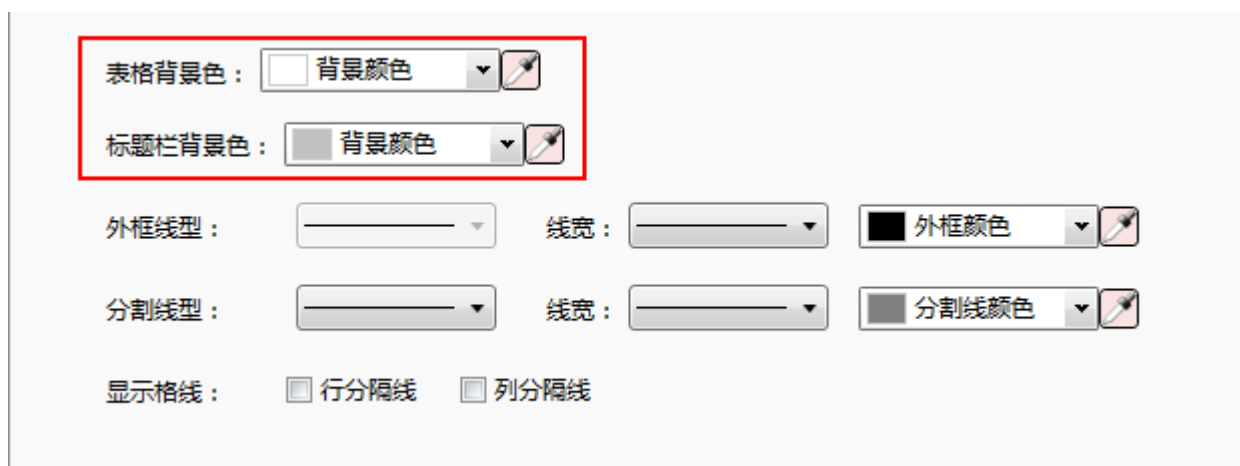 表格背景色： 背景颜色
标题栏背景色： 背景颜色
外框线型： 线宽： 外框颜色
分割线型： 线宽： 分割线颜色
显示格线： 行分隔线 列分隔线